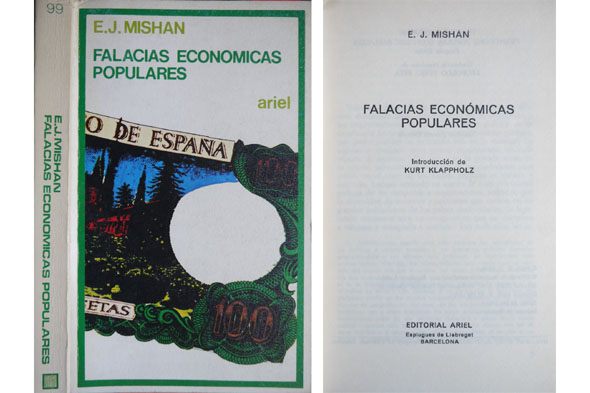 99
E.J. MISHAN
FALACIAS ECONOMICAS POPULARES
E.J. MISHAN
FALACIAS ECONOMICAS
POPULARES
ariel
O DE ESPAÑA
100
ETAS
100
E. J. MISHAN
FALACIAS ECONÓMICAS
POPULARES
Introducción de
KURT KLAPPHOLZ
EDITORIAL ARIEL
Esplugues de Llobregat
BARCELONA